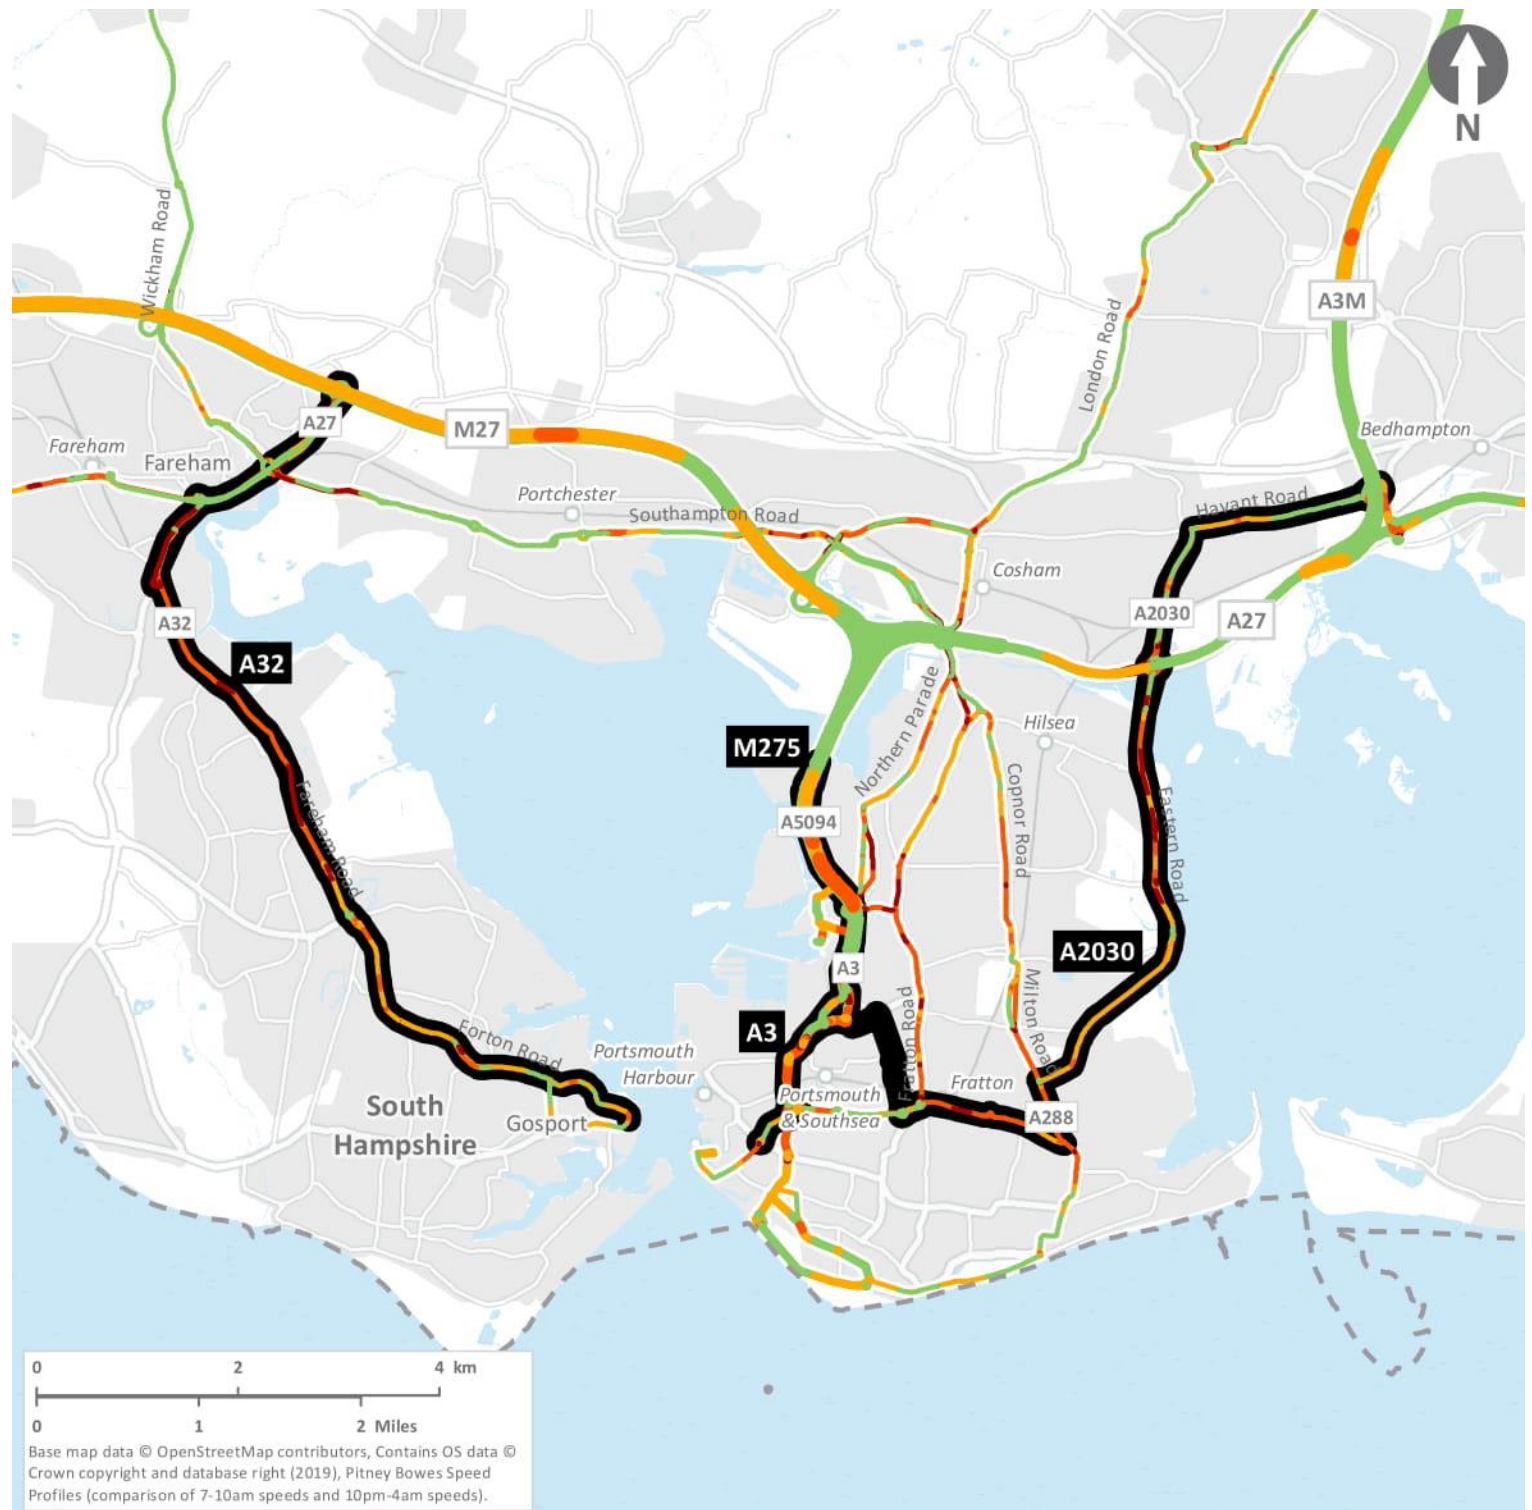 N
Wickham Road
A3M
London Road
A27
M27
Bedhampton
Fareham
Fareham
Portchester
Southampton Road
Havant Road
Cosham
A2030
A27
A32
A32
Northern Parade
Hilsea
M275
A5094
Copnor Road
Eastern Road
Fareham Road
A2030
A3
Milton Road
Fratton Road
A3
Forton Road
Portsmouth
Harbour
Fratton
Portsmouth
& Southsea
A288
South
Hampshire
Gosport
0 2 4 km
0 1 2 Miles
Base map data © OpenStreetMap contributors, Contains OS data ©
Crown copyright and database right (2019), Pitney Bowes Speed
Profiles (comparison of 7-10am speeds and 10pm-4am speeds).